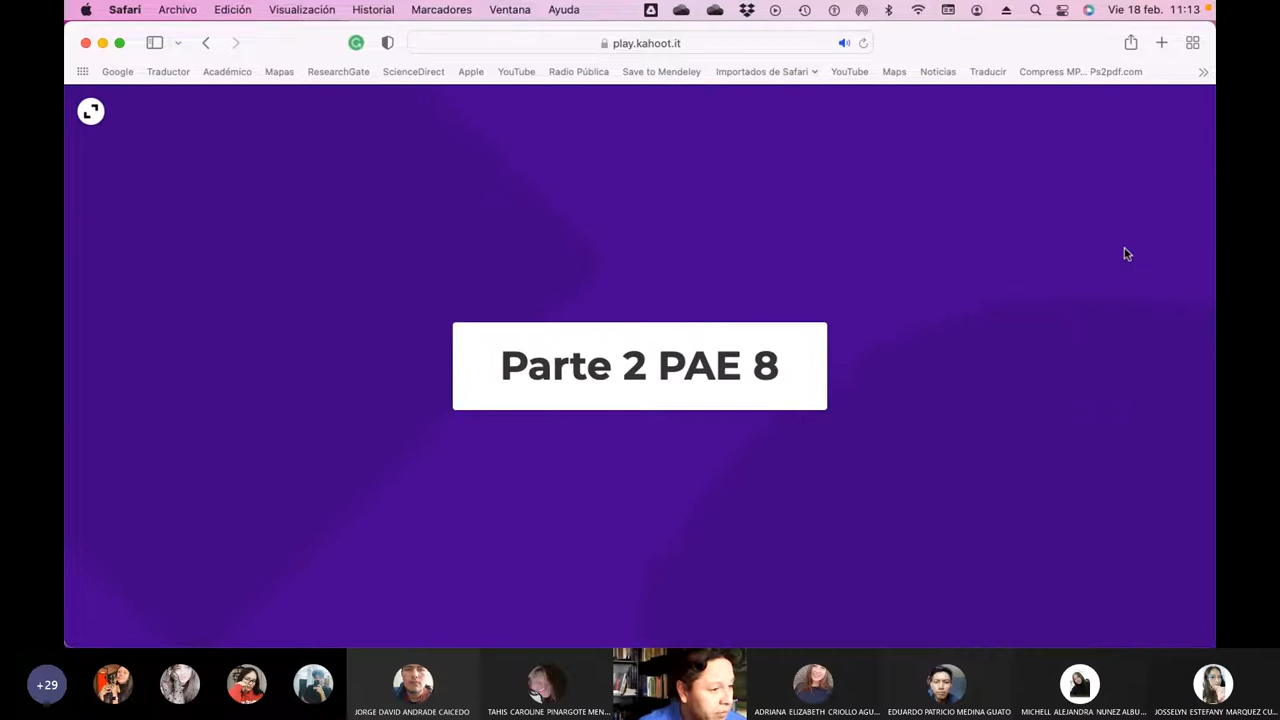 Safari Archivo Edición Visualización Historial Marcadores Ventana Ayuda Vie 18 feb. 11:13
play.kahoot.it
Google Traductor Académico Mapas ResearchGate ScienceDirect Apple YouTube Radio Pública Save to Mendeley Importados de Safari YouTube Maps Noticias Traducir Compress MP... Ps2pdf.com
Parte 2 PAE 8
+29
JORGE DAVID ANDRADE CAICEDO TAHIS_CAROLINE PINARGOTE MEN... ADRIANA ELIZABETH CRIOLLO AGU... EDUARDO PATRICIO MEDINA GUATO MICHELL ALEJANDRA NUNEZ ALBU... JOSSELYN ESTEFANY MARQUEZ CU...